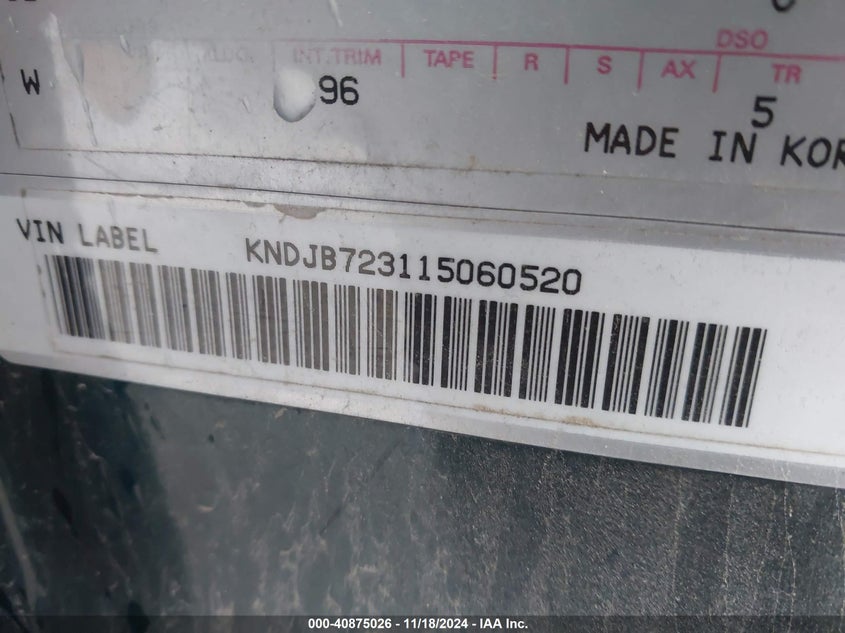 DSO
INT.TRIM TAPE R S AX TR
W 96 5
MADE IN KOR
VIN LABEL KNDJB723115060520
000-40875026 - 11/18/2024 - IAA Inc.